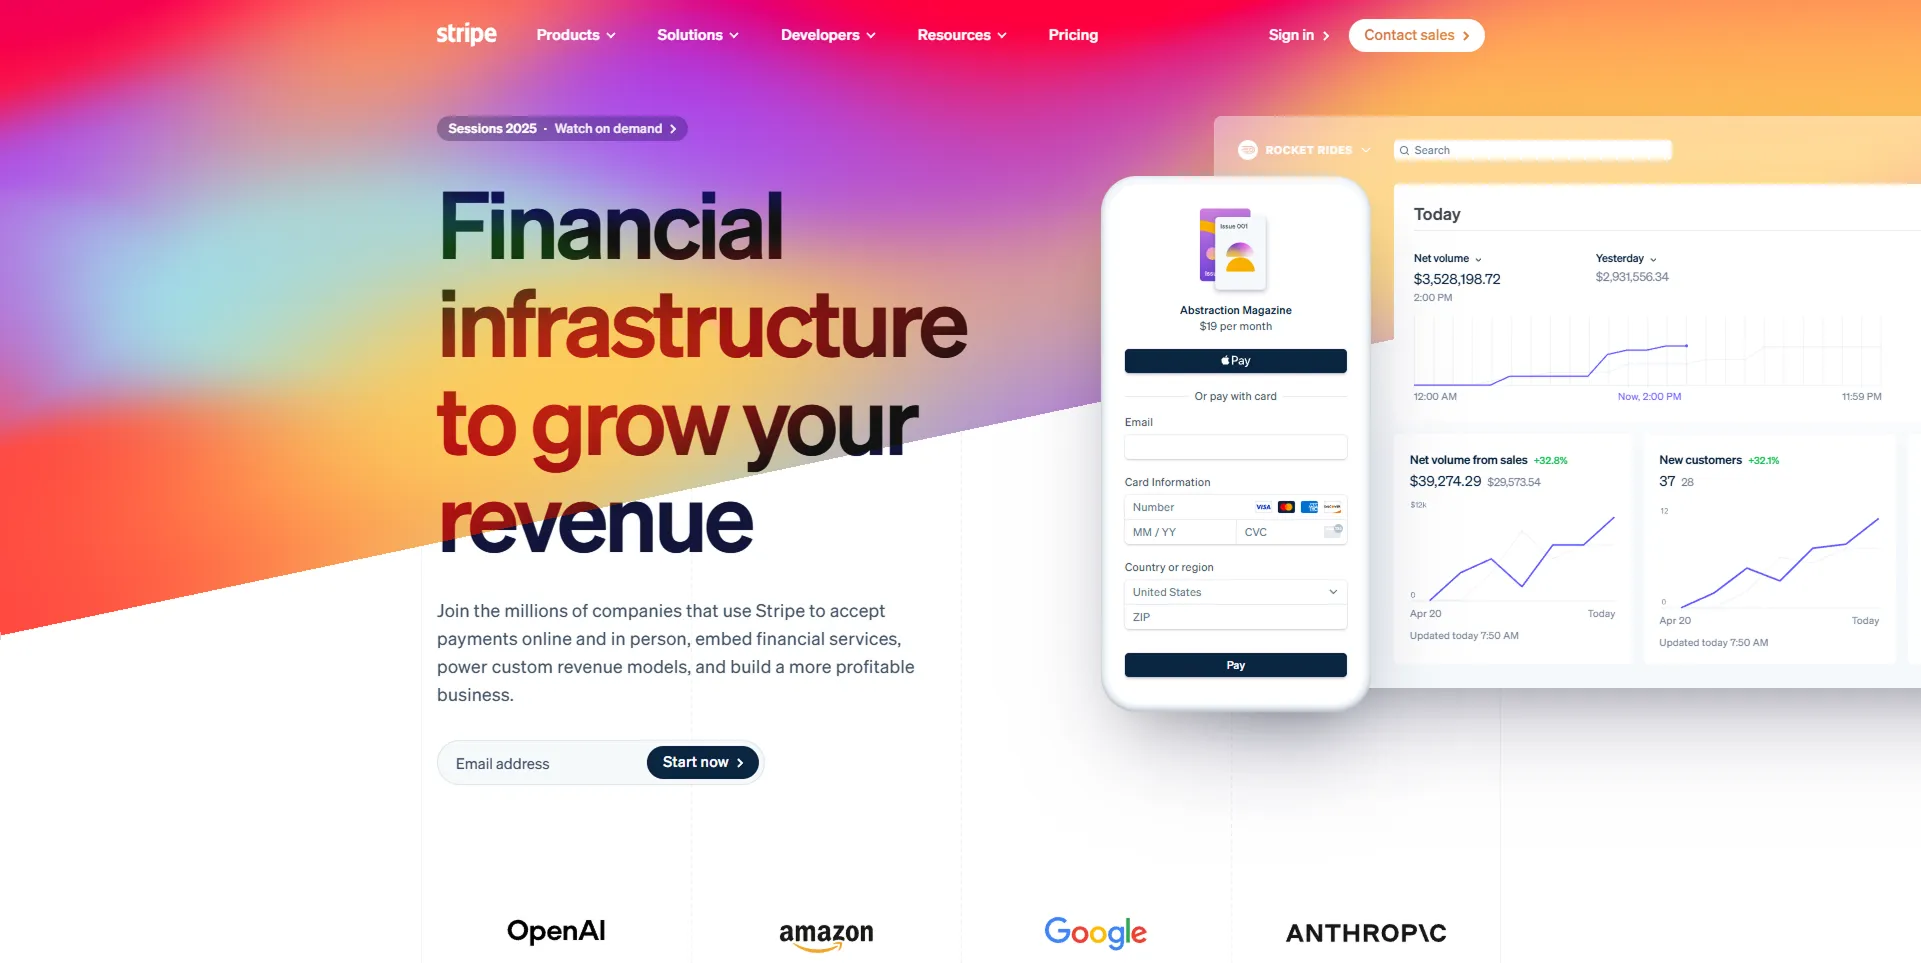 stripe
Products
Solutions
Developers
Resources
Pricing
Sign in
Contact sales
Sessions 2025 · Watch on demand
Financial
infrastructure
to grow your
revenue
Join the millions of companies that use Stripe to accept
payments online and in person, embed financial services,
power custom revenue models, and build a more profitable
business.
Email address
Start now
Issue 001
Abstraction Magazine
$19 per month
Pay
Or pay with card
Email
Card Information
Number
VISA
MM / YY
CVC
Country or region
United States
ZIP
Pay
ROCKET RIDES
Search
Today
Net volume
$3,528,198.72
2:00 PM
Yesterday
$2,931,556.34
12:00 AM
Now, 2:00 PM
11:59 PM
Net volume from sales +32.8%
$39,274.29 $29,573.54
$12k
0
Apr 20
Today
Updated today 7:50 AM
New customers +32.1%
37 28
12
0
Apr 20
Today
Updated today 7:50 AM
OpenAI
amazon
Google
ANTHROP\C